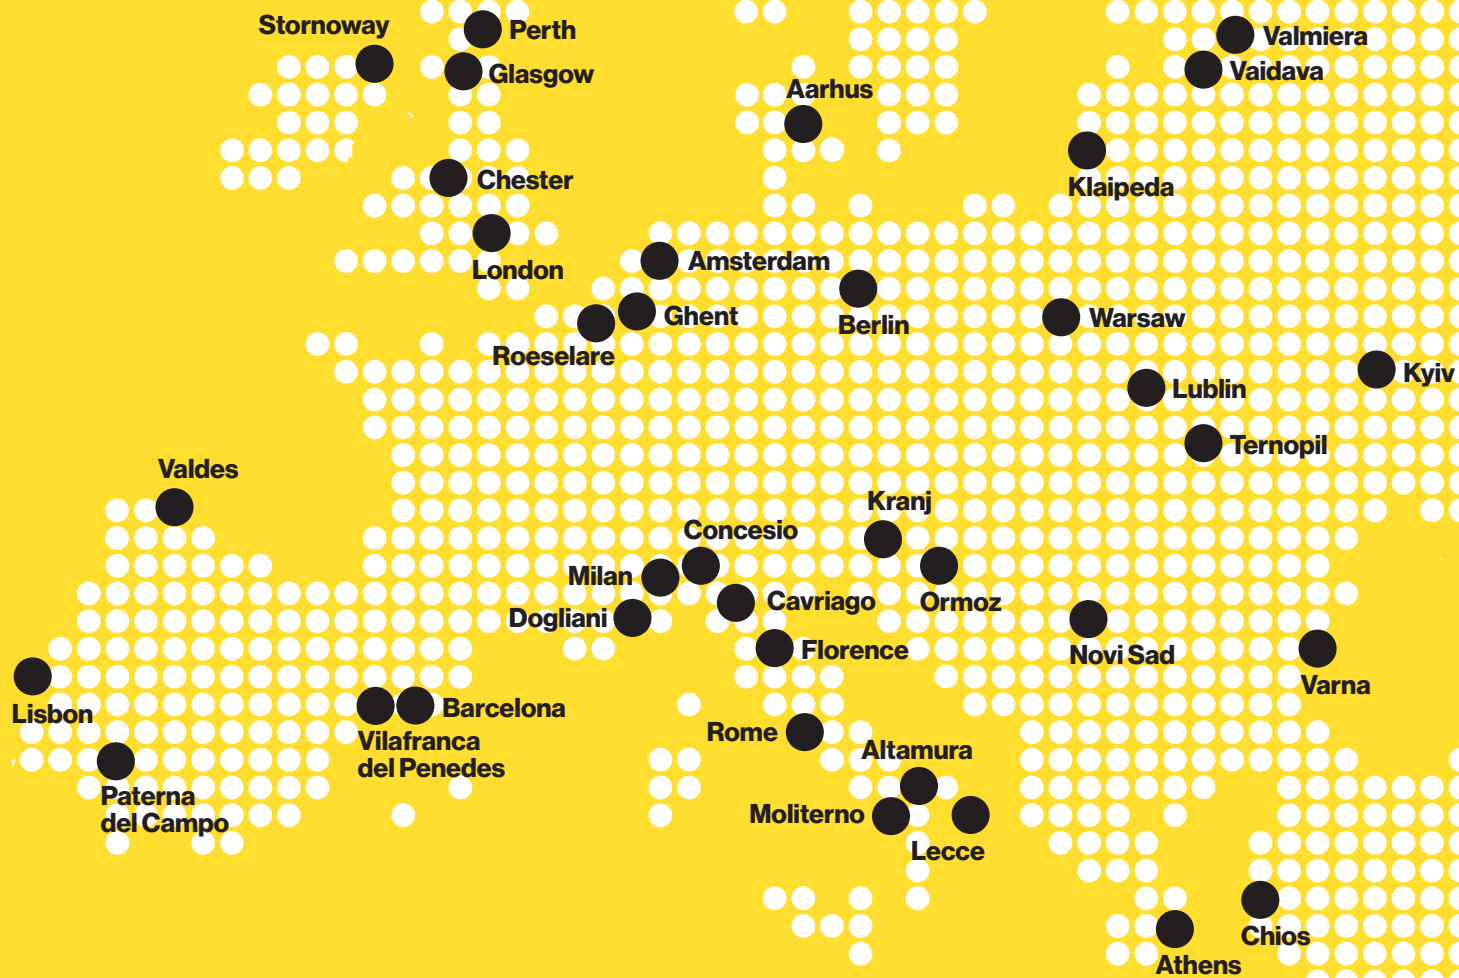 Stornoway
Perth
Glasgow
Valmiera
Vaidava
Aarhus
Chester
Klaipeda
London
Amsterdam
Ghent
Roeselare
Berlin
Warsaw
Kyiv
Lublin
Ternopil
Valdes
Kranj
Concesio
Milan
Cavriago
Ormoz
Dogliani
Florence
Novi Sad
Varna
Lisbon
Barcelona
Vilafranca
del Penedes
Rome
Altamura
Paterna
del Campo
Moliterno
Lecce
Chios
Athens